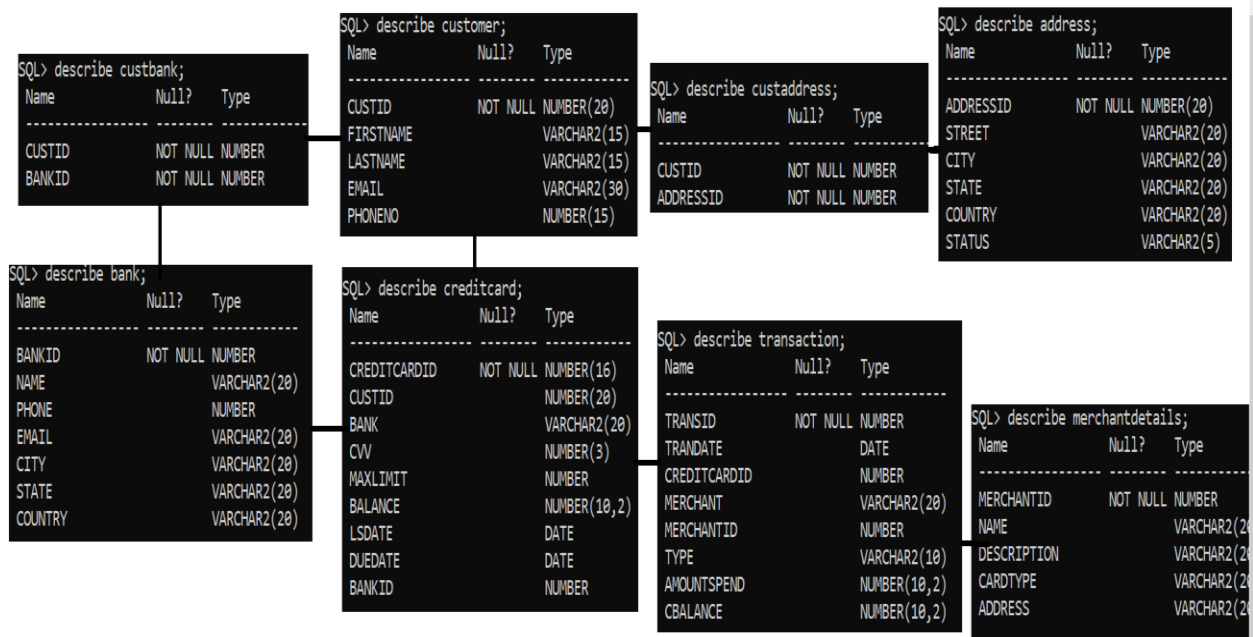 SQL> describe custbank;
Name Null? Type
----------------- -------- ------------
CUSTID NOT NULL NUMBER
BANKID NOT NULL NUMBER
SQL> describe customer;
Name Null? Type
----------------- -------- ------------
CUSTID NOT NULL NUMBER(20)
FIRSTNAME VARCHAR2(15)
LASTNAME VARCHAR2(15)
EMAIL VARCHAR2(30)
PHONENO NUMBER(15)
SQL> describe custaddress;
Name Null? Type
----------------- -------- ------------
CUSTID NOT NULL NUMBER
ADDRESSID NOT NULL NUMBER
SQL> describe address;
Name Null? Type
----------------- -------- ------------
ADDRESSID NOT NULL NUMBER(20)
STREET VARCHAR2(20)
CITY VARCHAR2(20)
STATE VARCHAR2(20)
COUNTRY VARCHAR2(20)
STATUS VARCHAR2(5)
SQL> describe bank;
Name Null? Type
----------------- -------- ------------
BANKID NOT NULL NUMBER
NAME VARCHAR2(20)
PHONE NUMBER
EMAIL VARCHAR2(20)
CITY VARCHAR2(20)
STATE VARCHAR2(20)
COUNTRY VARCHAR2(20)
SQL> describe creditcard;
Name Null? Type
----------------- -------- ------------
CREDITCARDID NOT NULL NUMBER(16)
CUSTID NUMBER(20)
BANK VARCHAR2(20)
CVV NUMBER(3)
MAXLIMIT NUMBER
BALANCE NUMBER(10,2)
LSDATE DATE
DUEDATE DATE
BANKID NUMBER
SQL> describe transaction;
Name Null? Type
----------------- -------- ------------
TRANSID NOT NULL NUMBER
TRANDATE DATE
CREDITCARDID NUMBER
MERCHANT VARCHAR2(20)
MERCHANTID NUMBER
TYPE VARCHAR2(10)
AMOUNTSPEND NUMBER(10,2)
CBALANCE NUMBER(10,2)
SQL> describe merchantdetails;
Name Null? Type
----------------- -------- -----------
MERCHANTID NOT NULL NUMBER
NAME VARCHAR2(20
DESCRIPTION VARCHAR2(20
CARDTYPE VARCHAR2(20
ADDRESS VARCHAR2(20